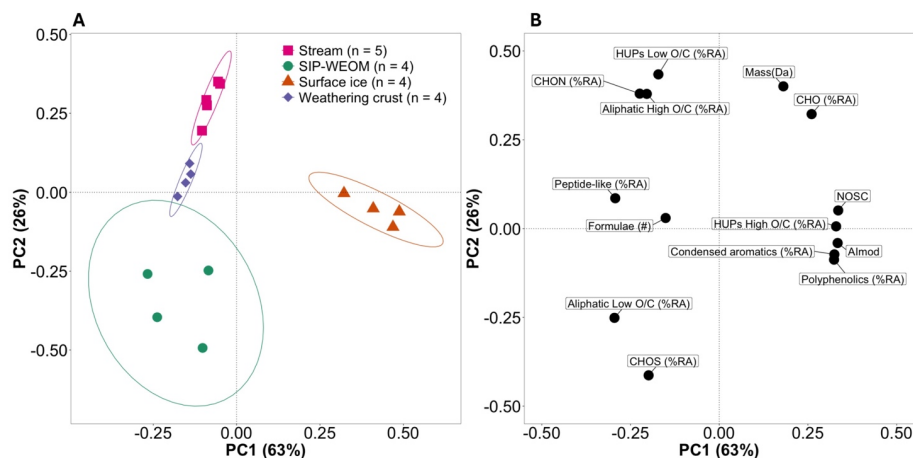 A
0.50
0.25
0.00
-0.25
-0.50
PC2 (26%)
-0.25
0.00
0.25
0.50
PC1 (63%)
Stream (n = 5)
SIP-WEOM (n = 4)
Surface ice (n = 4)
Weathering crust (n = 4)
B
0.50
0.25
0.00
-0.25
-0.50
PC2 (26%)
-0.50
-0.25
0.00
0.25
0.50
PC1 (63%)
HUPs Low O/C (%RA)
CHON (%RA)
Aliphatic High O/C (%RA)
Mass(Da)
CHO (%RA)
Peptide-like (%RA)
Formulae (#)
NOSC
HUPs High O/C (%RA)
Condensed aromatics (%RA)
AImod
Polyphenolics (%RA)
Aliphatic Low O/C (%RA)
CHOS (%RA)